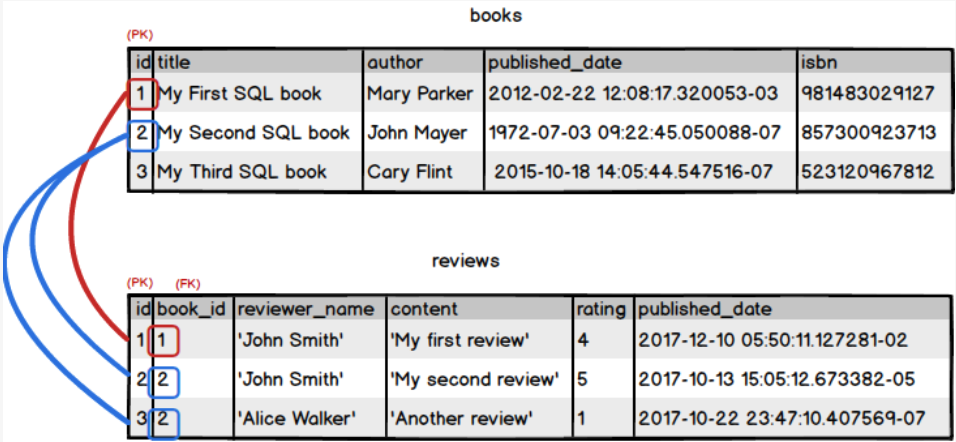 books
(PK)
id title author published_date isbn
1 My First SQL book Mary Parker 2012-02-22 12:08:17.320053-03 981483029127
2 My Second SQL book John Mayer 1972-07-03 09:22:45.050088-07 857300923713
3 My Third SQL book Cary Flint 2015-10-18 14:05:44.547516-07 523120967812
reviews
(PK) (FK)
id book_id reviewer_name content rating published_date
1 1 'John Smith' 'My first review' 4 2017-12-10 05:50:11.127281-02
2 2 'John Smith' 'My second review' 5 2017-10-13 15:05:12.673382-05
3 2 'Alice Walker' 'Another review' 1 2017-10-22 23:47:10.407569-07